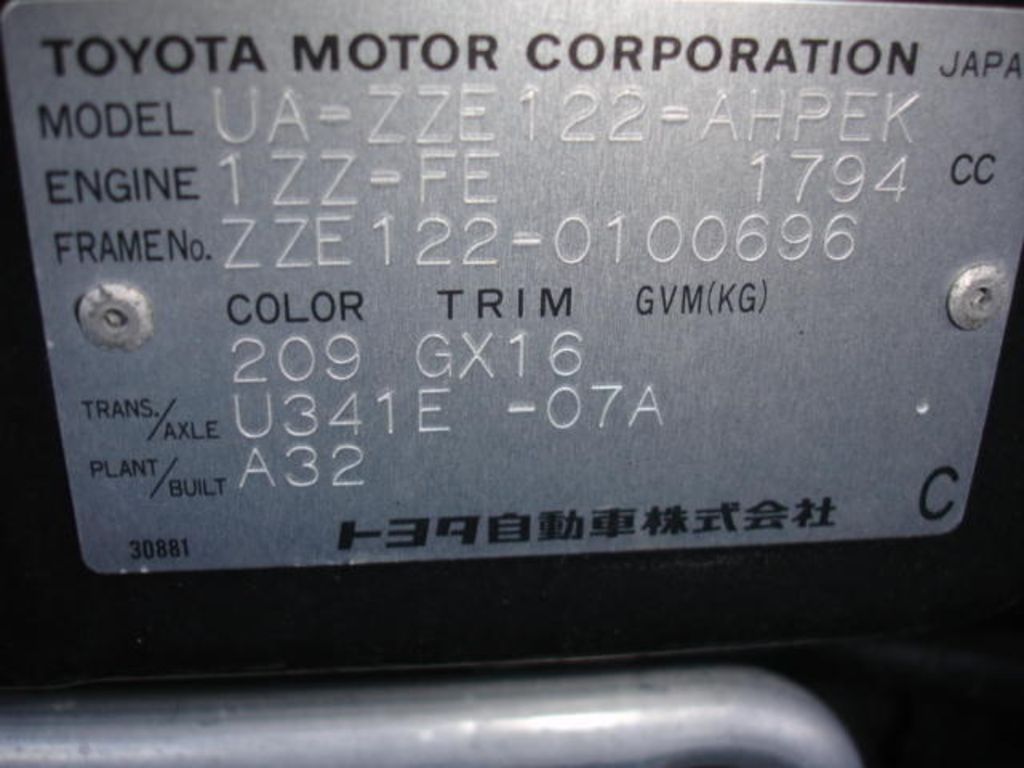 TOYOTA MOTOR CORPORATION JAPA
MODEL UA-ZZE122-AHPEK
ENGINE 1ZZ-FE 1794 CC
FRAME No. ZZE122-0100696
COLOR TRIM GVM(KG)
209 GX16
TRANS./AXLE U341E -07A
PLANT/BUILT A32
C
トヨタ自動車株式会社
30881